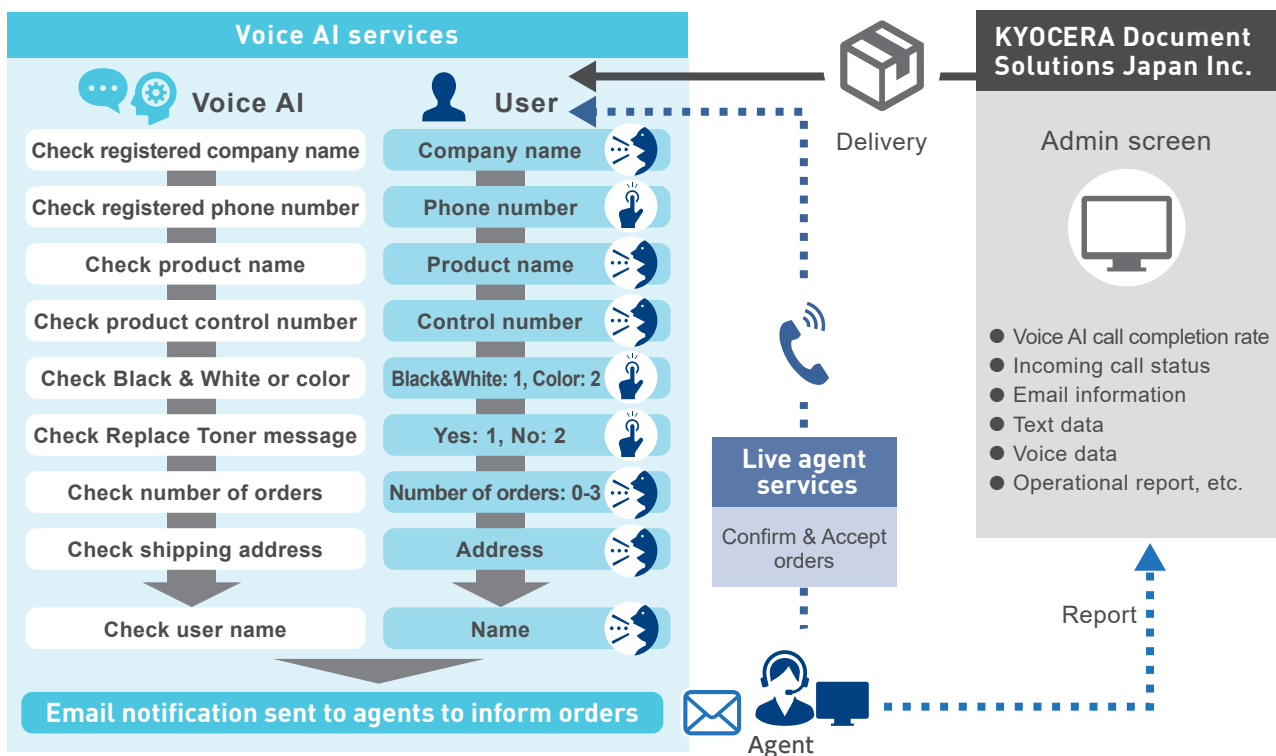 Voice AI services
Voice AI
User
Check registered company name
Company name
Check registered phone number
Phone number
Check product name
Product name
Check product control number
Control number
Check Black & White or color
Black&White: 1, Color: 2
Check Replace Toner message
Yes: 1, No: 2
Check number of orders
Number of orders: 0-3
Check shipping address
Address
Check user name
Name
Email notification sent to agents to inform orders
Delivery
Live agent
services
Confirm & Accept
orders
Agent
Report
KYOCERA Document
Solutions Japan Inc.
Admin screen
● Voice AI call completion rate
● Incoming call status
● Email information
● Text data
● Voice data
● Operational report, etc.